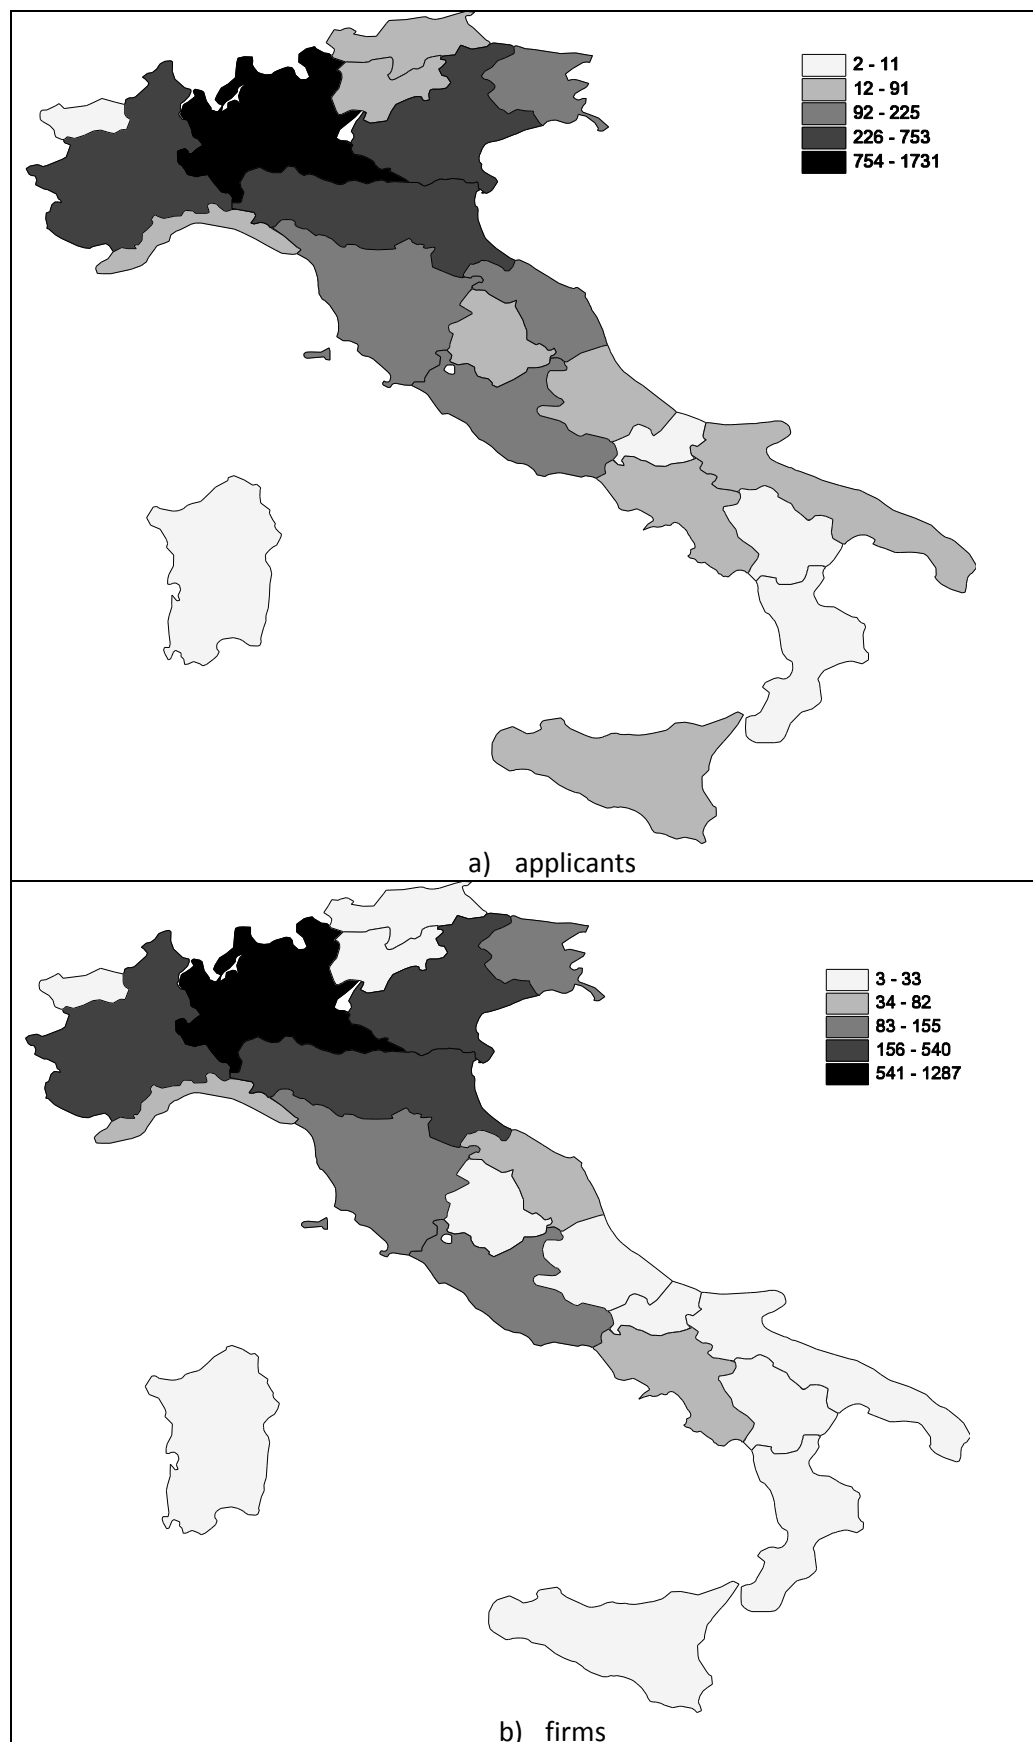 2 - 11
12 - 91
92 - 225
226 - 753
754 - 1731
a) applicants
3 - 33
34 - 82
83 - 155
156 - 540
541 - 1287
b) firms